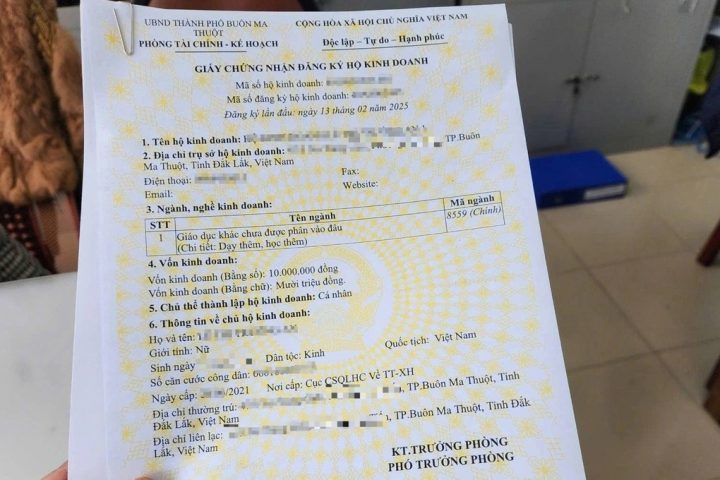 UBND THÀNH PHỐ BUÔN MA THUỘT
PHÒNG TÀI CHÍNH - KẾ HOẠCH
CỘNG HÒA XÃ HỘI CHỦ NGHĨA VIỆT NAM
Độc lập – Tự do – Hạnh phúc
GIẤY CHỨNG NHẬN ĐĂNG KÝ HỘ KINH DOANH
Mã số hộ kinh doanh:
Mã số đăng ký hộ kinh doanh:
Đăng ký lần đầu: ngày 13 tháng 02 năm 2025
1. Tên hộ kinh doanh:
2. Địa chỉ trụ sở hộ kinh doanh: , TP.Buôn
Ma Thuột, Tỉnh Đắk Lắk, Việt Nam
Điện thoại: Fax:
Email: Website:
3. Ngành, nghề kinh doanh:
STT Tên ngành Mã ngành
1 Giáo dục khác chưa được phân vào đâu 8559 (Chính)
(Chi tiết: Dạy thêm, học thêm)
4. Vốn kinh doanh:
Vốn kinh doanh (Bằng số): 10.000.000 đồng
Vốn kinh doanh (Bằng chữ): Mười triệu đồng.
5. Chủ thể thành lập hộ kinh doanh: Cá nhân
6. Thông tin về chủ hộ kinh doanh:
Họ và tên:
Giới tính: Nữ
Sinh ngày Dân tộc: Kinh Quốc tịch: Việt Nam
Số căn cước công dân:
Ngày cấp: /2021 Nơi cấp: Cục CSQLHC Về TT-XH
Địa chỉ thường trú: , TP.Buôn Ma Thuột, Tỉnh
Đắk Lắk, Việt Nam
Địa chỉ liên lạc: , TP.Buôn Ma Thuột, Tỉnh Đắk
Lắk, Việt Nam
KT.TRƯỞNG PHÒNG
PHÓ TRƯỞNG PHÒNG